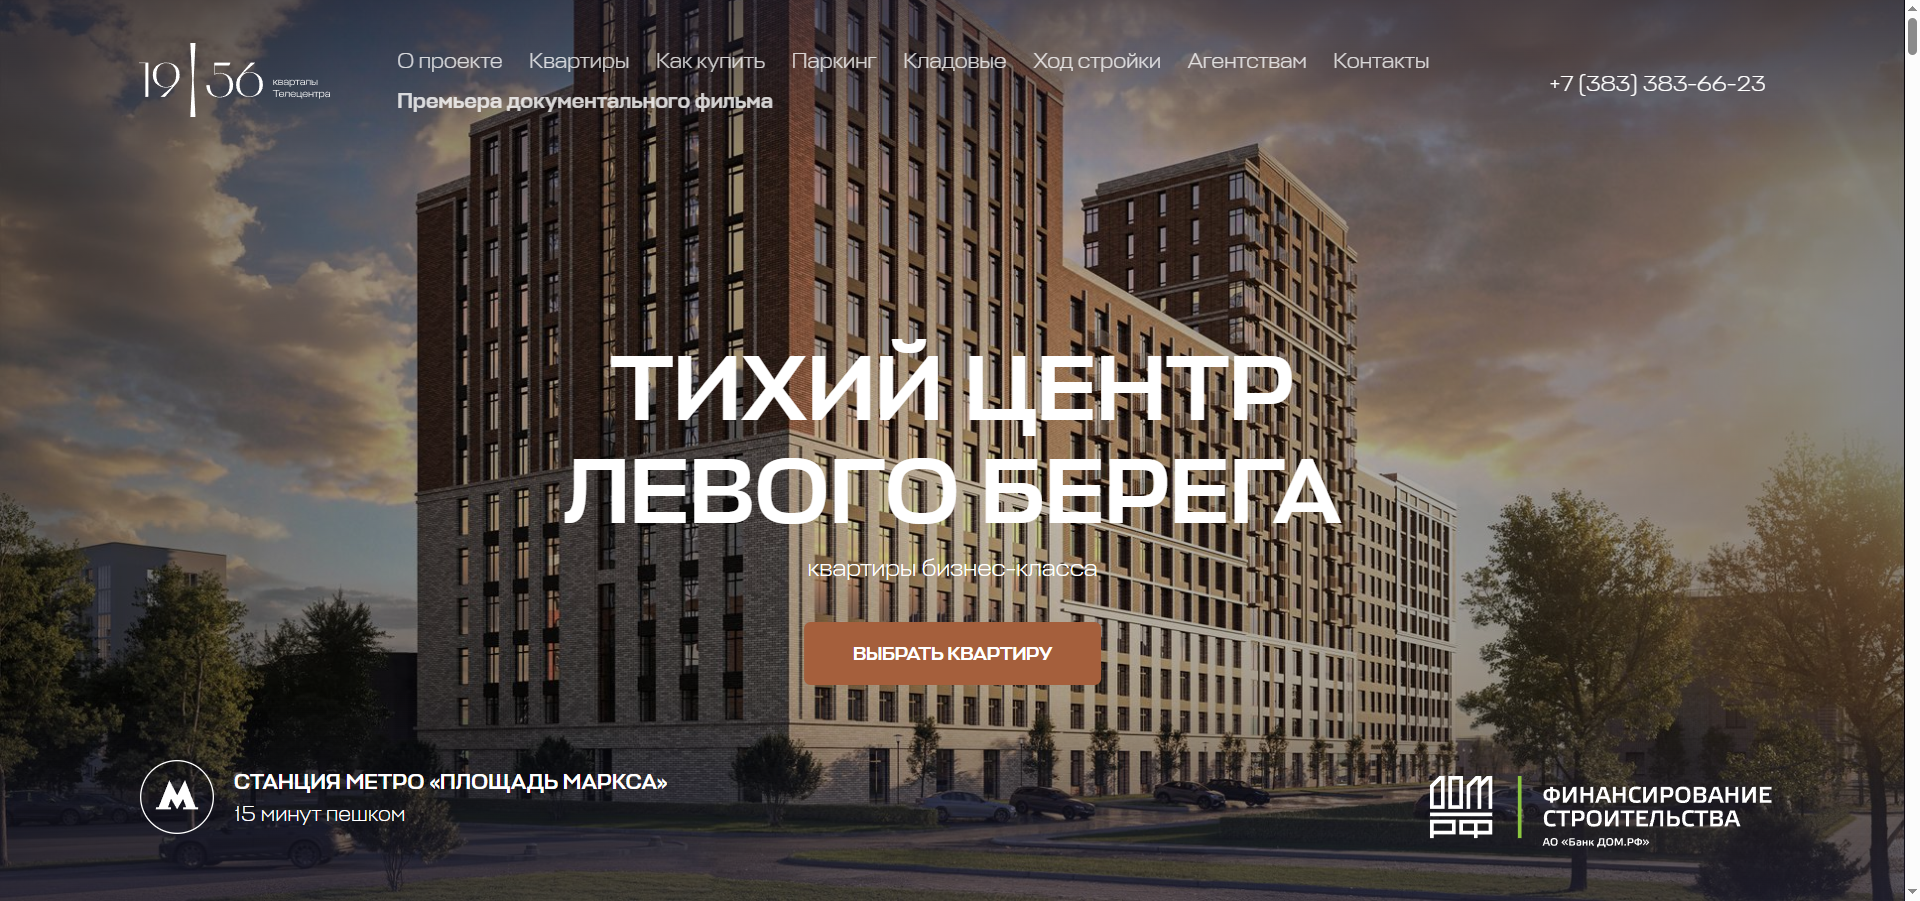 19|56
кварталы
Телецентра
О проекте Квартиры Как купить Паркинг Кладовые Ход стройки Агентствам Контакты
Премьера документального фильма
+7 (383) 383-66-23
ТИХИЙ ЦЕНТР
ЛЕВОГО БЕРЕГА
квартиры бизнес-класса
ВЫБРАТЬ КВАРТИРУ
М
СТАНЦИЯ МЕТРО «ПЛОЩАДЬ МАРКСА»
15 минут пешком
ДОМ
РФ
ФИНАНСИРОВАНИЕ
СТРОИТЕЛЬСТВА
АО «Банк ДОМ.РФ»